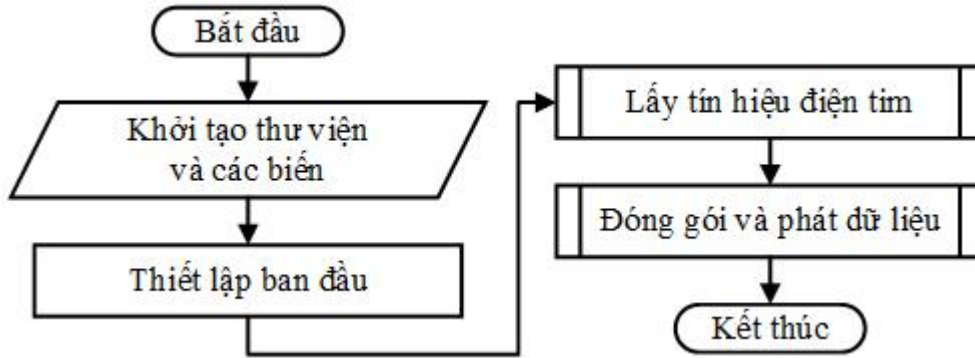 Bắt đầu
Khởi tạo thư viện
và các biến
Thiết lập ban đầu
Lấy tín hiệu điện tim
Đóng gói và phát dữ liệu
Kết thúc